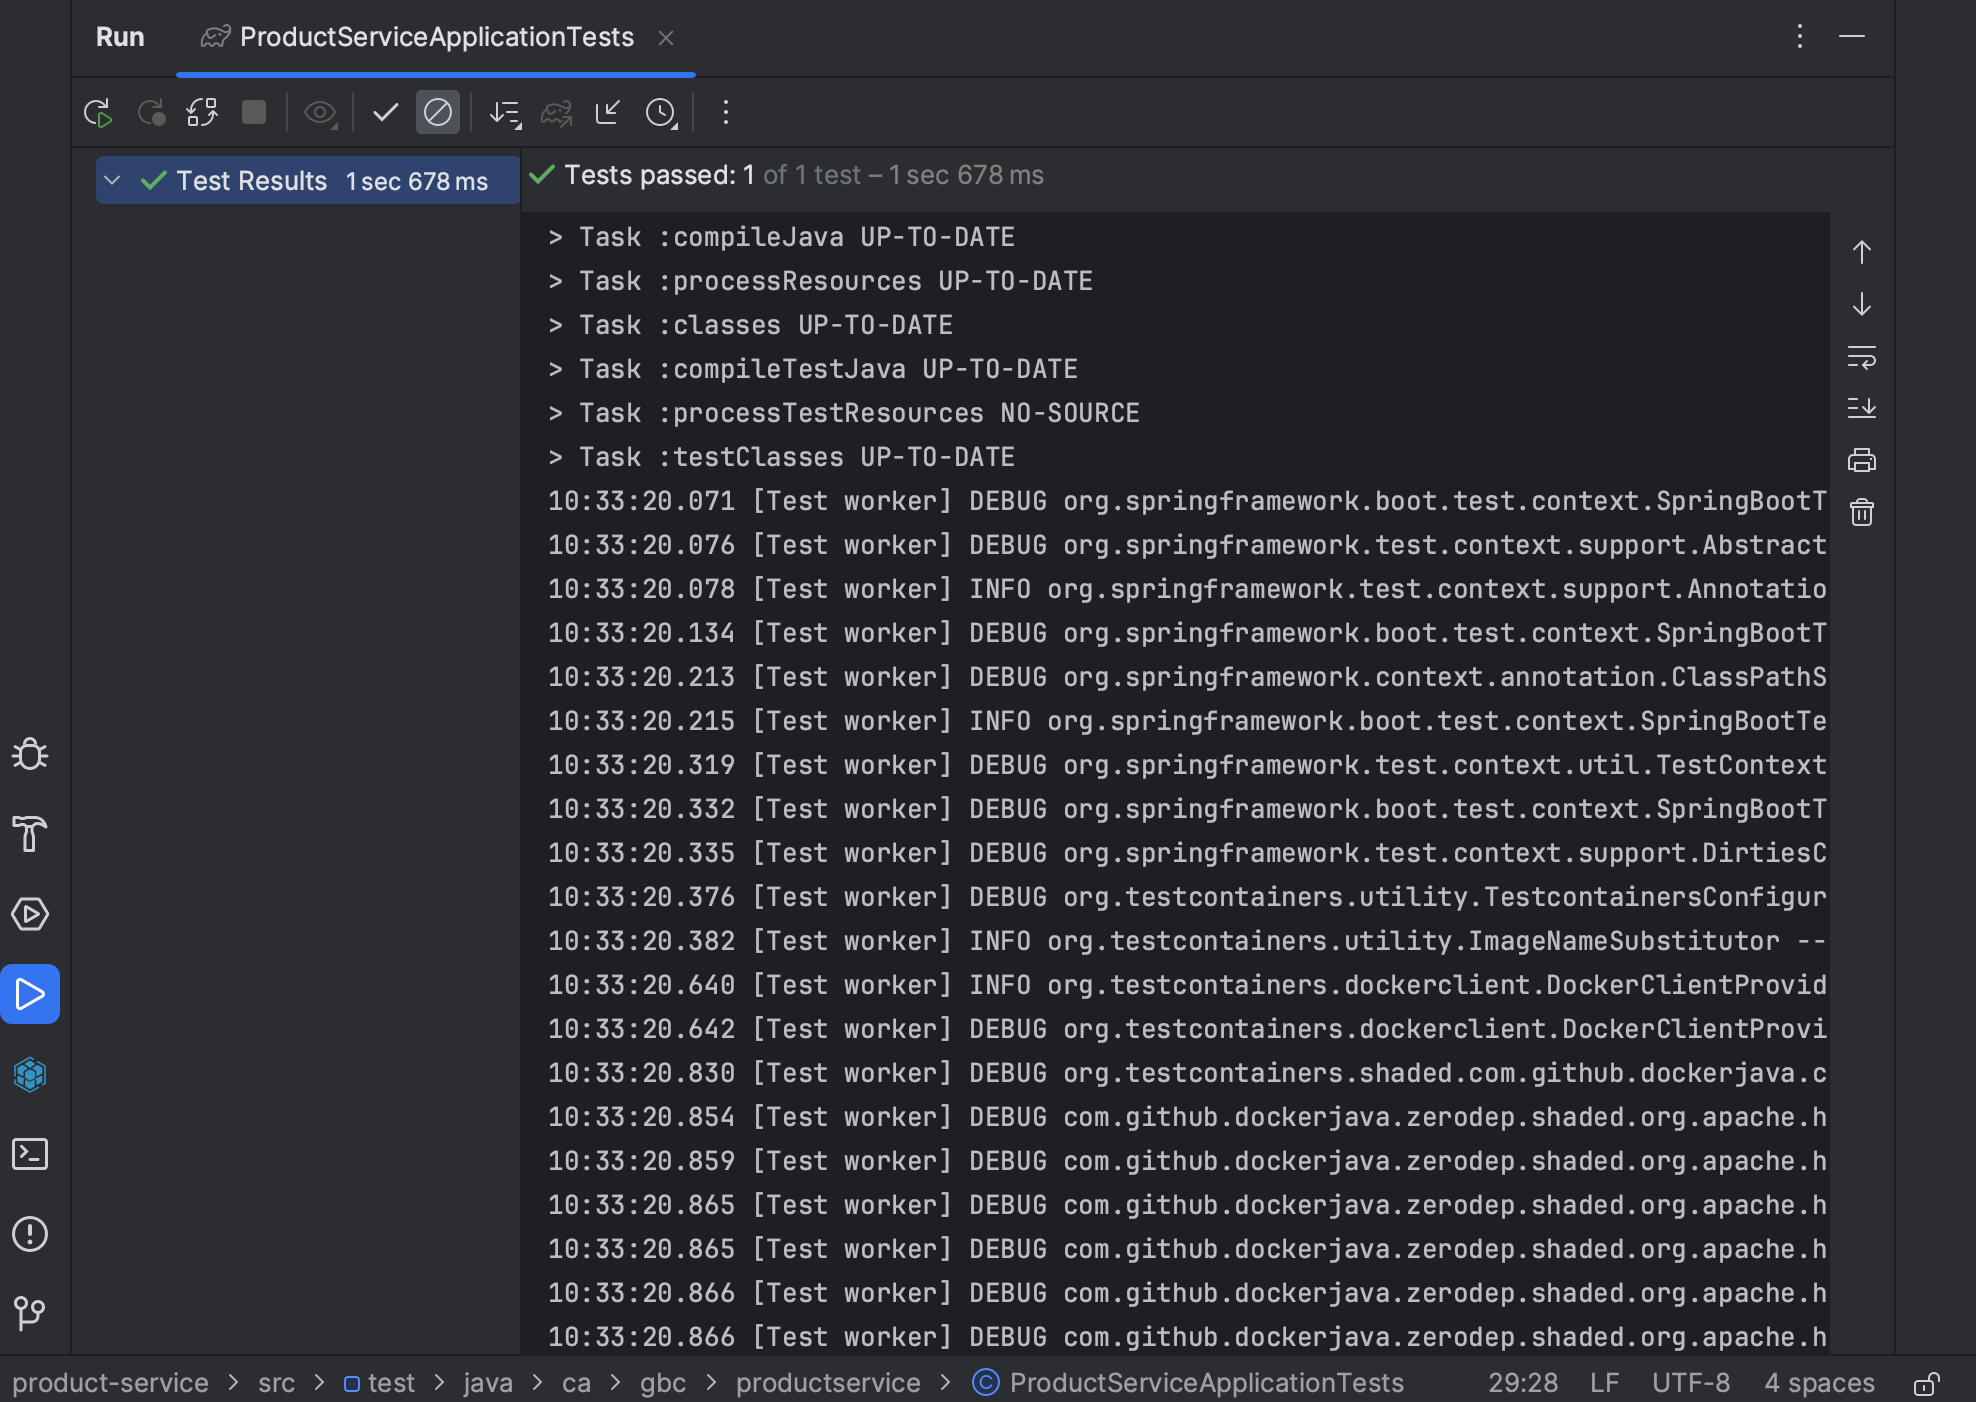 Run ProductServiceApplicationTests
Test Results 1 sec 678 ms
Tests passed: 1 of 1 test – 1 sec 678 ms
> Task :compileJava UP-TO-DATE
> Task :processResources UP-TO-DATE
> Task :classes UP-TO-DATE
> Task :compileTestJava UP-TO-DATE
> Task :processTestResources NO-SOURCE
> Task :testClasses UP-TO-DATE
10:33:20.071 [Test worker] DEBUG org.springframework.boot.test.context.SpringBootT
10:33:20.076 [Test worker] DEBUG org.springframework.test.context.support.Abstract
10:33:20.078 [Test worker] INFO org.springframework.test.context.support.Annotatio
10:33:20.134 [Test worker] DEBUG org.springframework.boot.test.context.SpringBootT
10:33:20.213 [Test worker] DEBUG org.springframework.context.annotation.ClassPathS
10:33:20.215 [Test worker] INFO org.springframework.boot.test.context.SpringBootTe
10:33:20.319 [Test worker] DEBUG org.springframework.test.context.util.TestContext
10:33:20.332 [Test worker] DEBUG org.springframework.boot.test.context.SpringBootT
10:33:20.335 [Test worker] DEBUG org.springframework.test.context.support.DirtiesC
10:33:20.376 [Test worker] DEBUG org.testcontainers.utility.TestcontainersConfigur
10:33:20.382 [Test worker] INFO org.testcontainers.utility.ImageNameSubstitutor --
10:33:20.640 [Test worker] INFO org.testcontainers.dockerclient.DockerClientProvid
10:33:20.642 [Test worker] DEBUG org.testcontainers.dockerclient.DockerClientProvi
10:33:20.830 [Test worker] DEBUG org.testcontainers.shaded.com.github.dockerjava.c
10:33:20.854 [Test worker] DEBUG com.github.dockerjava.zerodep.shaded.org.apache.h
10:33:20.859 [Test worker] DEBUG com.github.dockerjava.zerodep.shaded.org.apache.h
10:33:20.865 [Test worker] DEBUG com.github.dockerjava.zerodep.shaded.org.apache.h
10:33:20.865 [Test worker] DEBUG com.github.dockerjava.zerodep.shaded.org.apache.h
10:33:20.866 [Test worker] DEBUG com.github.dockerjava.zerodep.shaded.org.apache.h
10:33:20.866 [Test worker] DEBUG com.github.dockerjava.zerodep.shaded.org.apache.h
product-service > src > test > java > ca > gbc > productservice > ProductServiceApplicationTests 29:28 LF UTF-8 4 spaces